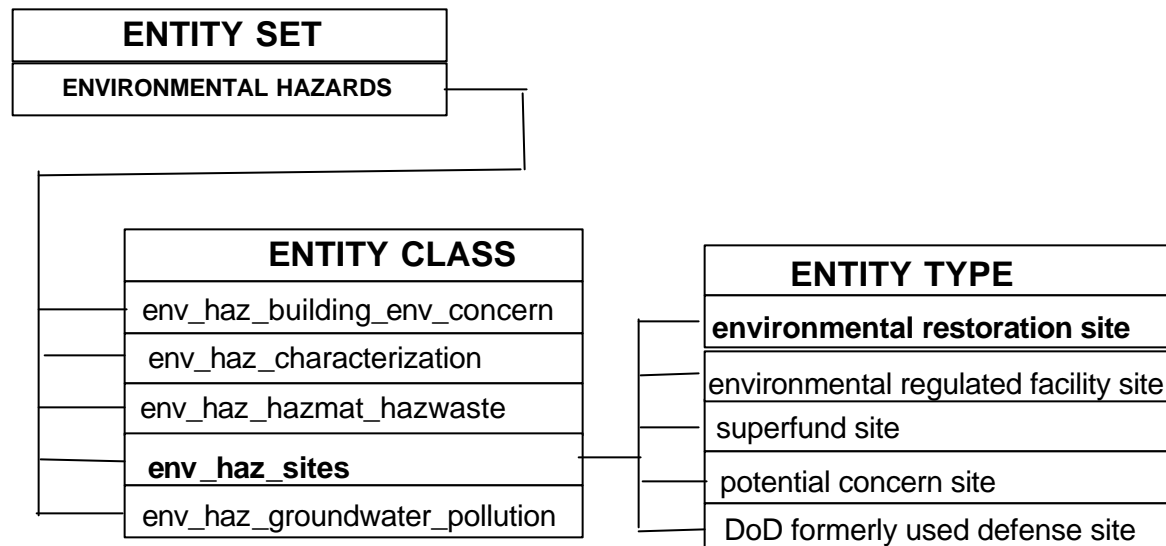 ENTITY SET
ENVIRONMENTAL HAZARDS
ENTITY CLASS
env_haz_building_env_concern
env_haz_characterization
env_haz_hazmat_hazwaste
env_haz_sites
env_haz_groundwater_pollution
ENTITY TYPE
environmental restoration site
environmental regulated facility site
superfund site
potential concern site
DoD formerly used defense site